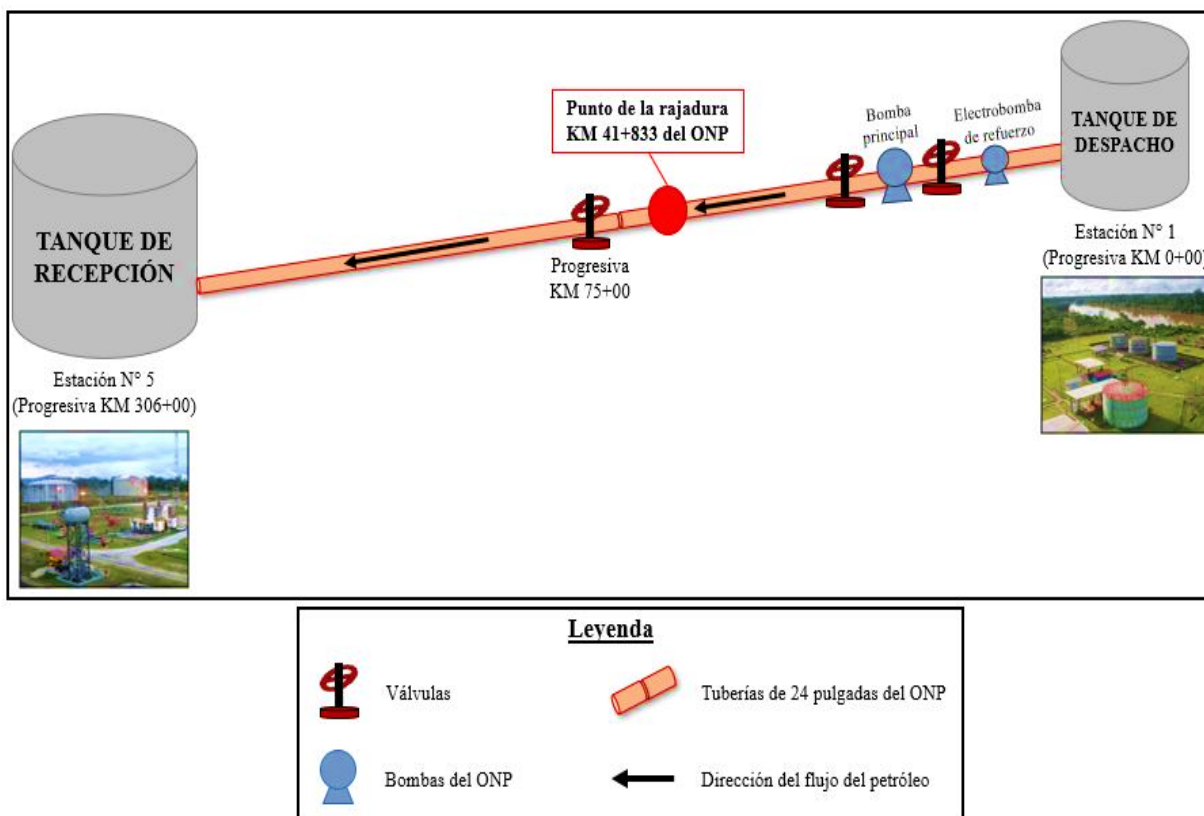 Punto de la rajadura
KM 41+833 del ONP
Bomba
principal
Electrobomba
de refuerzo
TANQUE DE
DESPACHO
TANQUE DE
RECEPCIÓN
Progresiva
KM 75+00
Estación N° 1
(Progresiva KM 0+00)
Estación N° 5
(Progresiva KM 306+00)
Leyenda
Válvulas
Tuberías de 24 pulgadas del ONP
Bombas del ONP
Dirección del flujo del petróleo